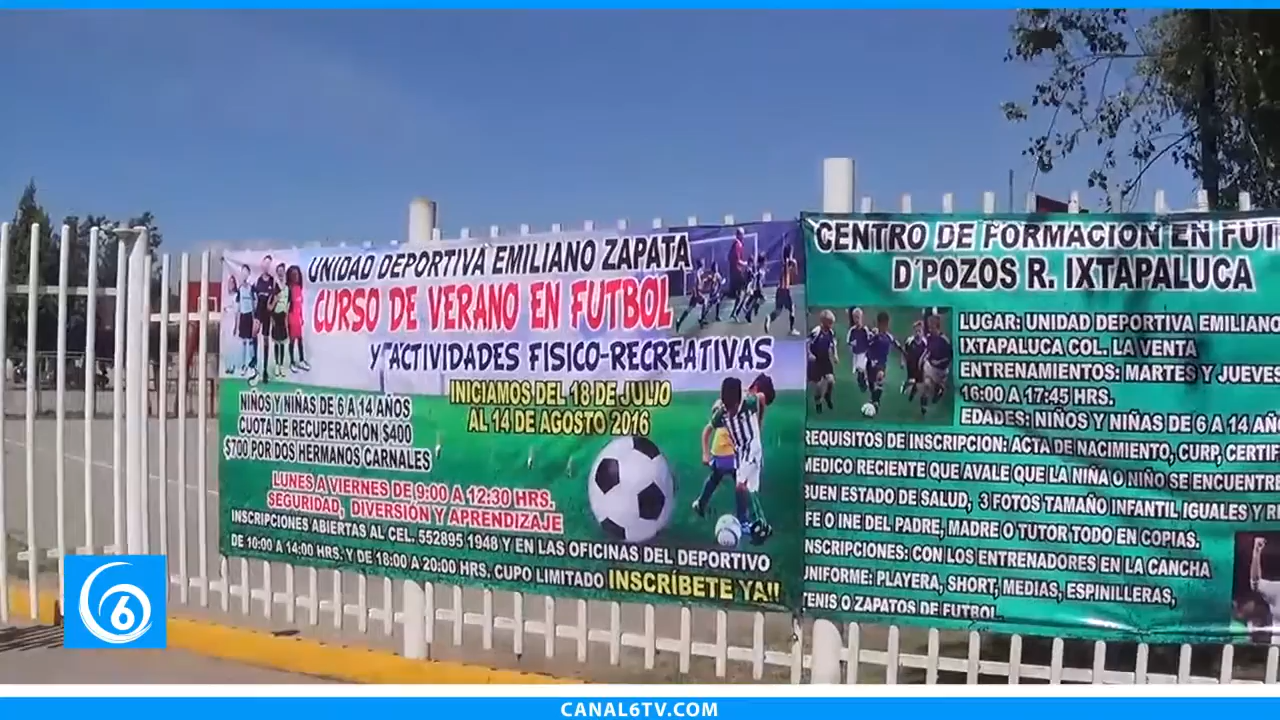 UNIDAD DEPORTIVA EMILIANO ZAPATA
CURSO DE VERANO EN FUTBOL
Y ACTIVIDADES FISICO-RECREATIVAS
INICIAMOS DEL 18 DE JULIO
AL 14 DE AGOSTO 2016
NIÑOS Y NIÑAS DE 6 A 14 AÑOS
CUOTA DE RECUPERACION $400
$700 POR DOS HERMANOS CARNALES
LUNES A VIERNES DE 9:00 A 12:30 HRS.
SEGURIDAD, DIVERSIÓN Y APRENDIZAJE
INSCRIPCIONES ABIERTAS AL CEL. 552895 1948 Y EN LAS OFICINAS DEL DEPORTIVO
DE 10:00 A 14:00 HRS. Y DE 18:00 A 20:00 HRS. CUPO LIMITADO INSCRÍBETE YA!!
CENTRO DE FORMACION EN FUT
D´POZOS R. IXTAPALUCA
LUGAR: UNIDAD DEPORTIVA EMILIANO
IXTAPALUCA COL. LA VENTA
ENTRENAMIENTOS: MARTES Y JUEVES
16:00 A 17:45 HRS.
EDADES: NIÑOS Y NIÑAS DE 6 A 14 AÑO
REQUISITOS DE INSCRIPCION: ACTA DE NACIMIENTO, CURP, CERTIF
MEDICO RECIENTE QUE AVALE QUE LA NIÑA O NIÑO SE ENCUENTRE
BUEN ESTADO DE SALUD, 3 FOTOS TAMAÑO INFANTIL IGUALES Y RE
FE O INE DEL PADRE, MADRE O TUTOR TODO EN COPIAS.
NSCRIPCIONES: CON LOS ENTRENADORES EN LA CANCHA
UNIFORME: PLAYERA, SHORT, MEDIAS, ESPINILLERAS,
TENIS O ZAPATOS DE FUTBOL.
6
CANAL6TV.COM